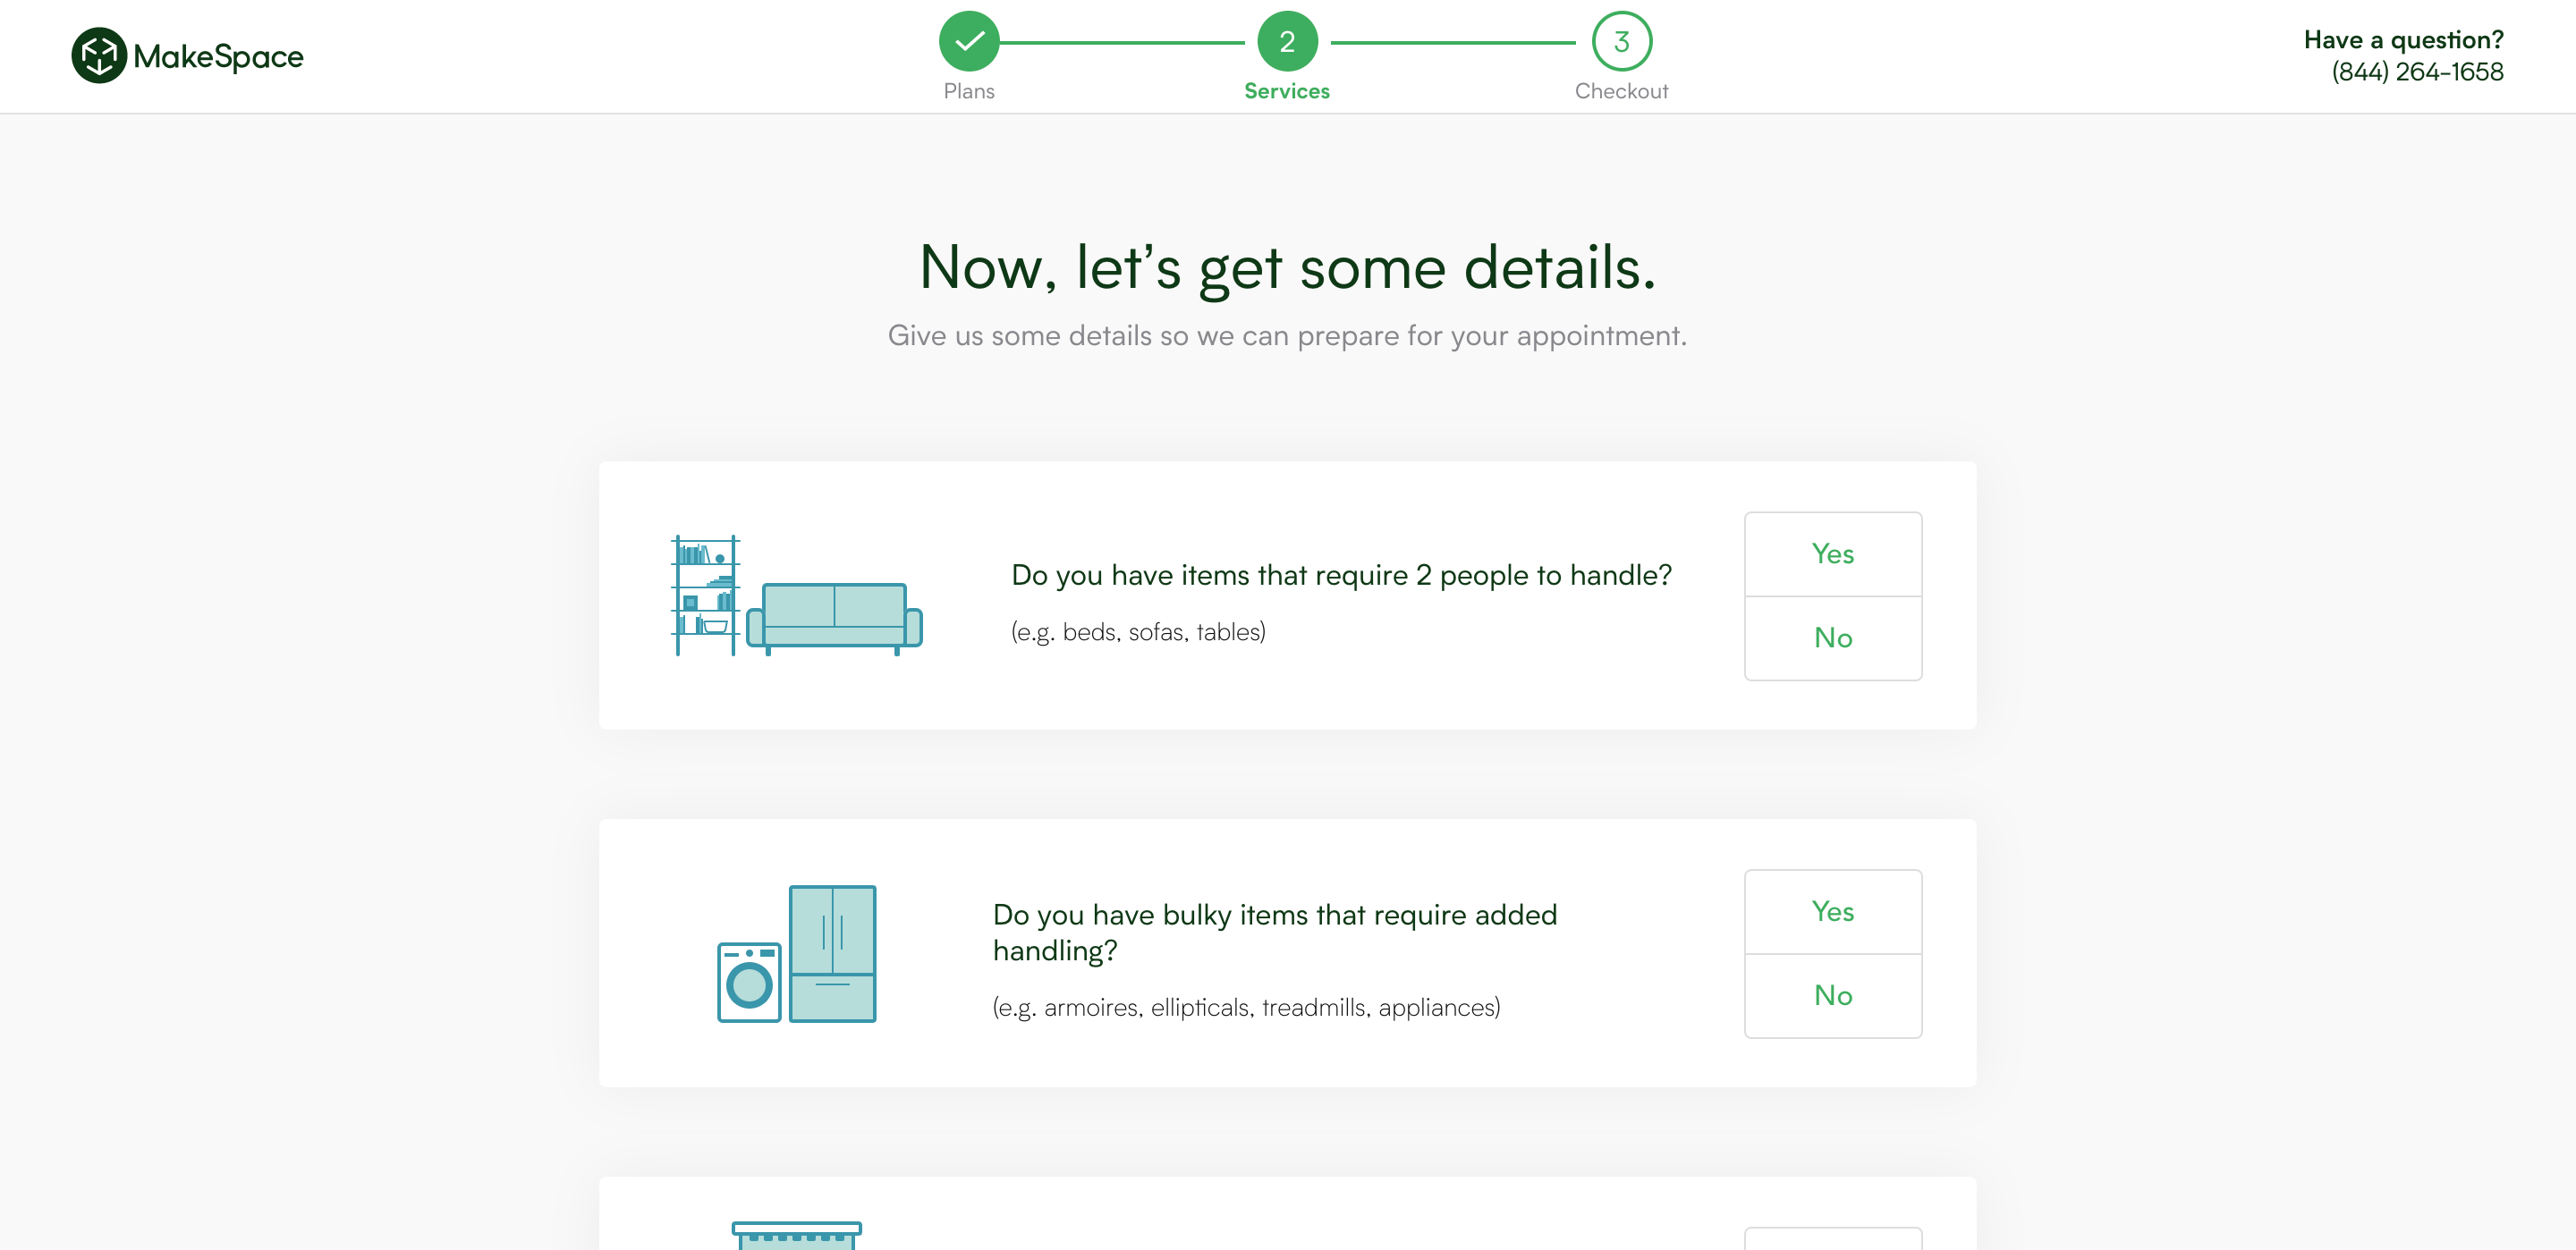 MakeSpace
2
3
Plans
Services
Checkout
Have a question?
(844) 264-1658
Now, let’s get some details.
Give us some details so we can prepare for your appointment.
Do you have items that require 2 people to handle?
(e.g. beds, sofas, tables)
Yes
No
Do you have bulky items that require added
handling?
(e.g. armoires, ellipticals, treadmills, appliances)
Yes
No